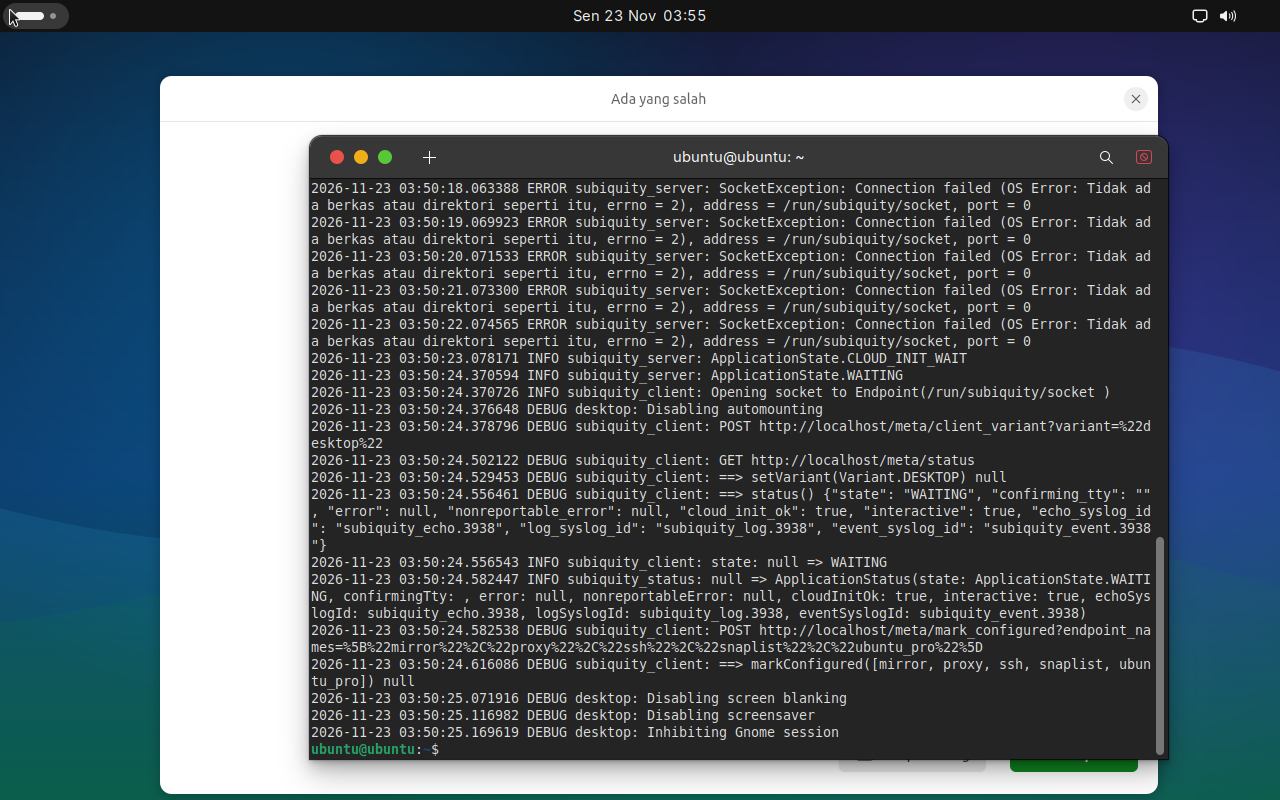 Sen 23 Nov 03:55
Ada yang salah
ubuntu@ubuntu: ~
2026-11-23 03:50:18.063388 ERROR subiquity_server: SocketException: Connection failed (OS Error: Tidak ad
a berkas atau direktori seperti itu, errno = 2), address = /run/subiquity/socket, port = 0
2026-11-23 03:50:19.069923 ERROR subiquity_server: SocketException: Connection failed (OS Error: Tidak ad
a berkas atau direktori seperti itu, errno = 2), address = /run/subiquity/socket, port = 0
2026-11-23 03:50:20.071533 ERROR subiquity_server: SocketException: Connection failed (OS Error: Tidak ad
a berkas atau direktori seperti itu, errno = 2), address = /run/subiquity/socket, port = 0
2026-11-23 03:50:21.073300 ERROR subiquity_server: SocketException: Connection failed (OS Error: Tidak ad
a berkas atau direktori seperti itu, errno = 2), address = /run/subiquity/socket, port = 0
2026-11-23 03:50:22.074565 ERROR subiquity_server: SocketException: Connection failed (OS Error: Tidak ad
a berkas atau direktori seperti itu, errno = 2), address = /run/subiquity/socket, port = 0
2026-11-23 03:50:23.078171 INFO subiquity_server: ApplicationState.CLOUD_INIT_WAIT
2026-11-23 03:50:24.370594 INFO subiquity_server: ApplicationState.WAITING
2026-11-23 03:50:24.370726 INFO subiquity_client: Opening socket to Endpoint(/run/subiquity/socket )
2026-11-23 03:50:24.376648 DEBUG desktop: Disabling automounting
2026-11-23 03:50:24.378796 DEBUG subiquity_client: POST http://localhost/meta/client_variant?variant=%22d
esktop%22
2026-11-23 03:50:24.502122 DEBUG subiquity_client: GET http://localhost/meta/status
2026-11-23 03:50:24.529453 DEBUG subiquity_client: ==> setVariant(Variant.DESKTOP) null
2026-11-23 03:50:24.556461 DEBUG subiquity_client: ==> status() {"state": "WAITING", "confirming_tty": ""
, "error": null, "nonreportable_error": null, "cloud_init_ok": true, "interactive": true, "echo_syslog_id
": "subiquity_echo.3938", "log_syslog_id": "subiquity_log.3938", "event_syslog_id": "subiquity_event.3938
"}
2026-11-23 03:50:24.556543 INFO subiquity_client: state: null => WAITING
2026-11-23 03:50:24.582447 INFO subiquity_status: null => ApplicationStatus(state: ApplicationState.WAITI
NG, confirmingTty: , error: null, nonreportableError: null, cloudInitOk: true, interactive: true, echoSys
logId: subiquity_echo.3938, logSyslogId: subiquity_log.3938, eventSyslogId: subiquity_event.3938)
2026-11-23 03:50:24.582538 DEBUG subiquity_client: POST http://localhost/meta/mark_configured?endpoint_na
mes=%5B%22mirror%22%2C%22proxy%22%2C%22ssh%22%2C%22snaplist%22%2C%22ubuntu_pro%22%5D
2026-11-23 03:50:24.616086 DEBUG subiquity_client: ==> markConfigured([mirror, proxy, ssh, snaplist, ubun
tu_pro]) null
2026-11-23 03:50:25.071916 DEBUG desktop: Disabling screen blanking
2026-11-23 03:50:25.116982 DEBUG desktop: Disabling screensaver
2026-11-23 03:50:25.169619 DEBUG desktop: Inhibiting Gnome session
ubuntu@ubuntu:~$